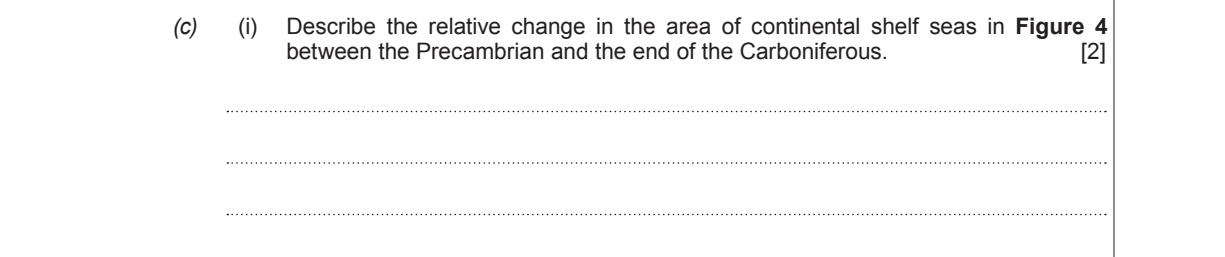 (c) (i) Describe the relative change in the area of continental shelf seas in Figure 4
between the Precambrian and the end of the Carboniferous. [2]